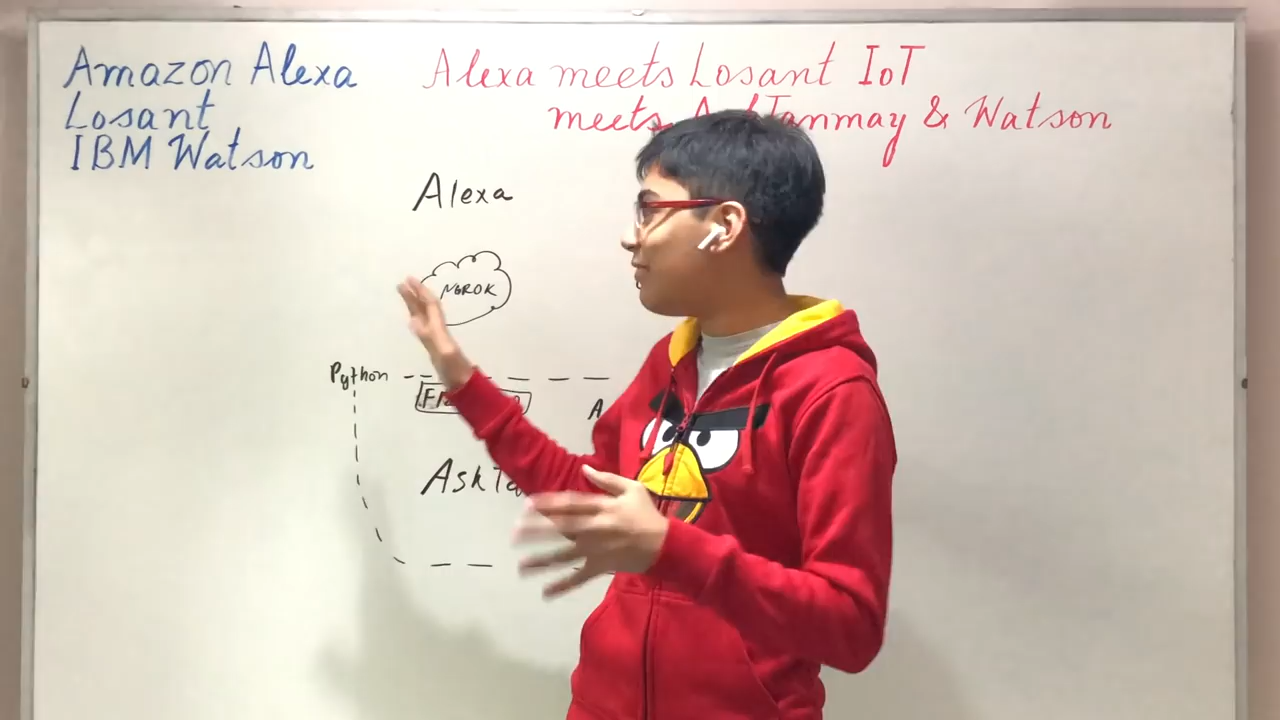 Amazon Alexa
Losant
IBM Watson
Alexa meets Losant IoT
meets & Watson
Alexa
NGROK
Python